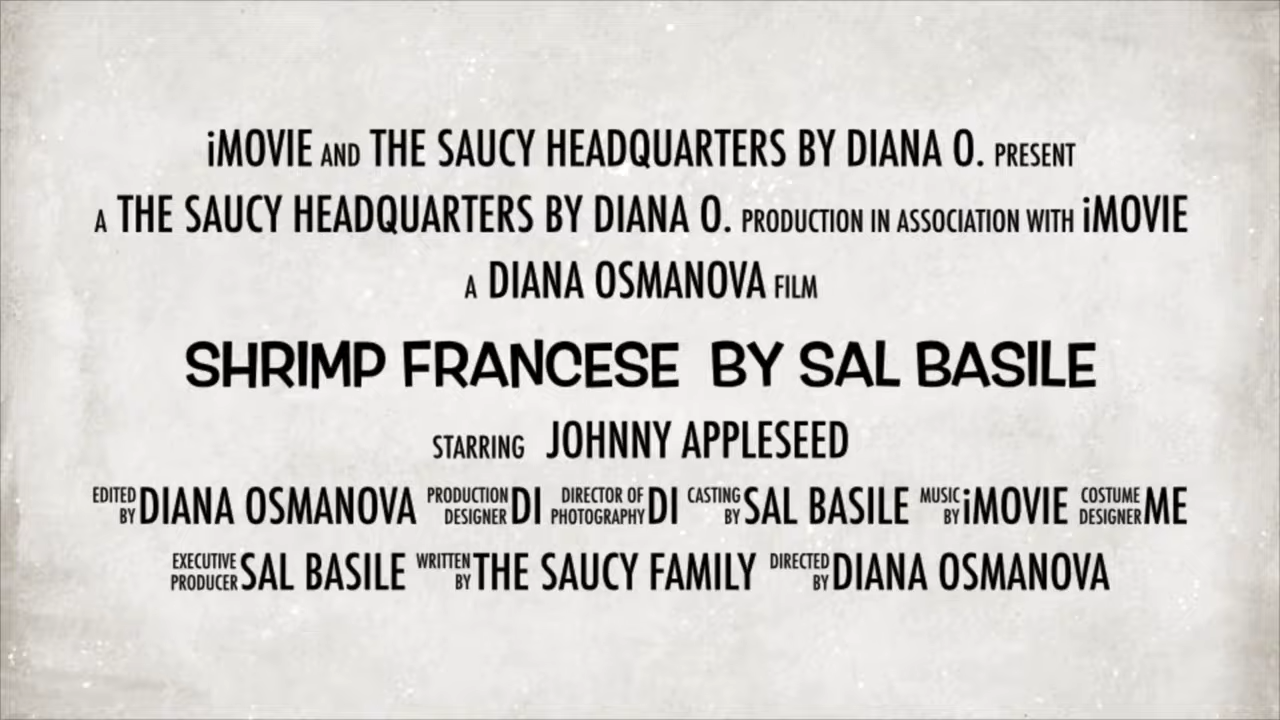 iMOVIE AND THE SAUCY HEADQUARTERS BY DIANA O. PRESENT
A THE SAUCY HEADQUARTERS BY DIANA O. PRODUCTION IN ASSOCIATION WITH iMOVIE
A DIANA OSMANOVA FILM
SHRIMP FRANCESE BY SAL BASILE
STARRING JOHNNY APPLESEED
EDITED BY DIANA OSMANOVA PRODUCTION DESIGNER DI DIRECTOR OF PHOTOGRAPHY DI CASTING BY SAL BASILE MUSIC BY iMOVIE COSTUME DESIGNER ME
EXECUTIVE PRODUCER SAL BASILE WRITTEN BY THE SAUCY FAMILY DIRECTED BY DIANA OSMANOVA